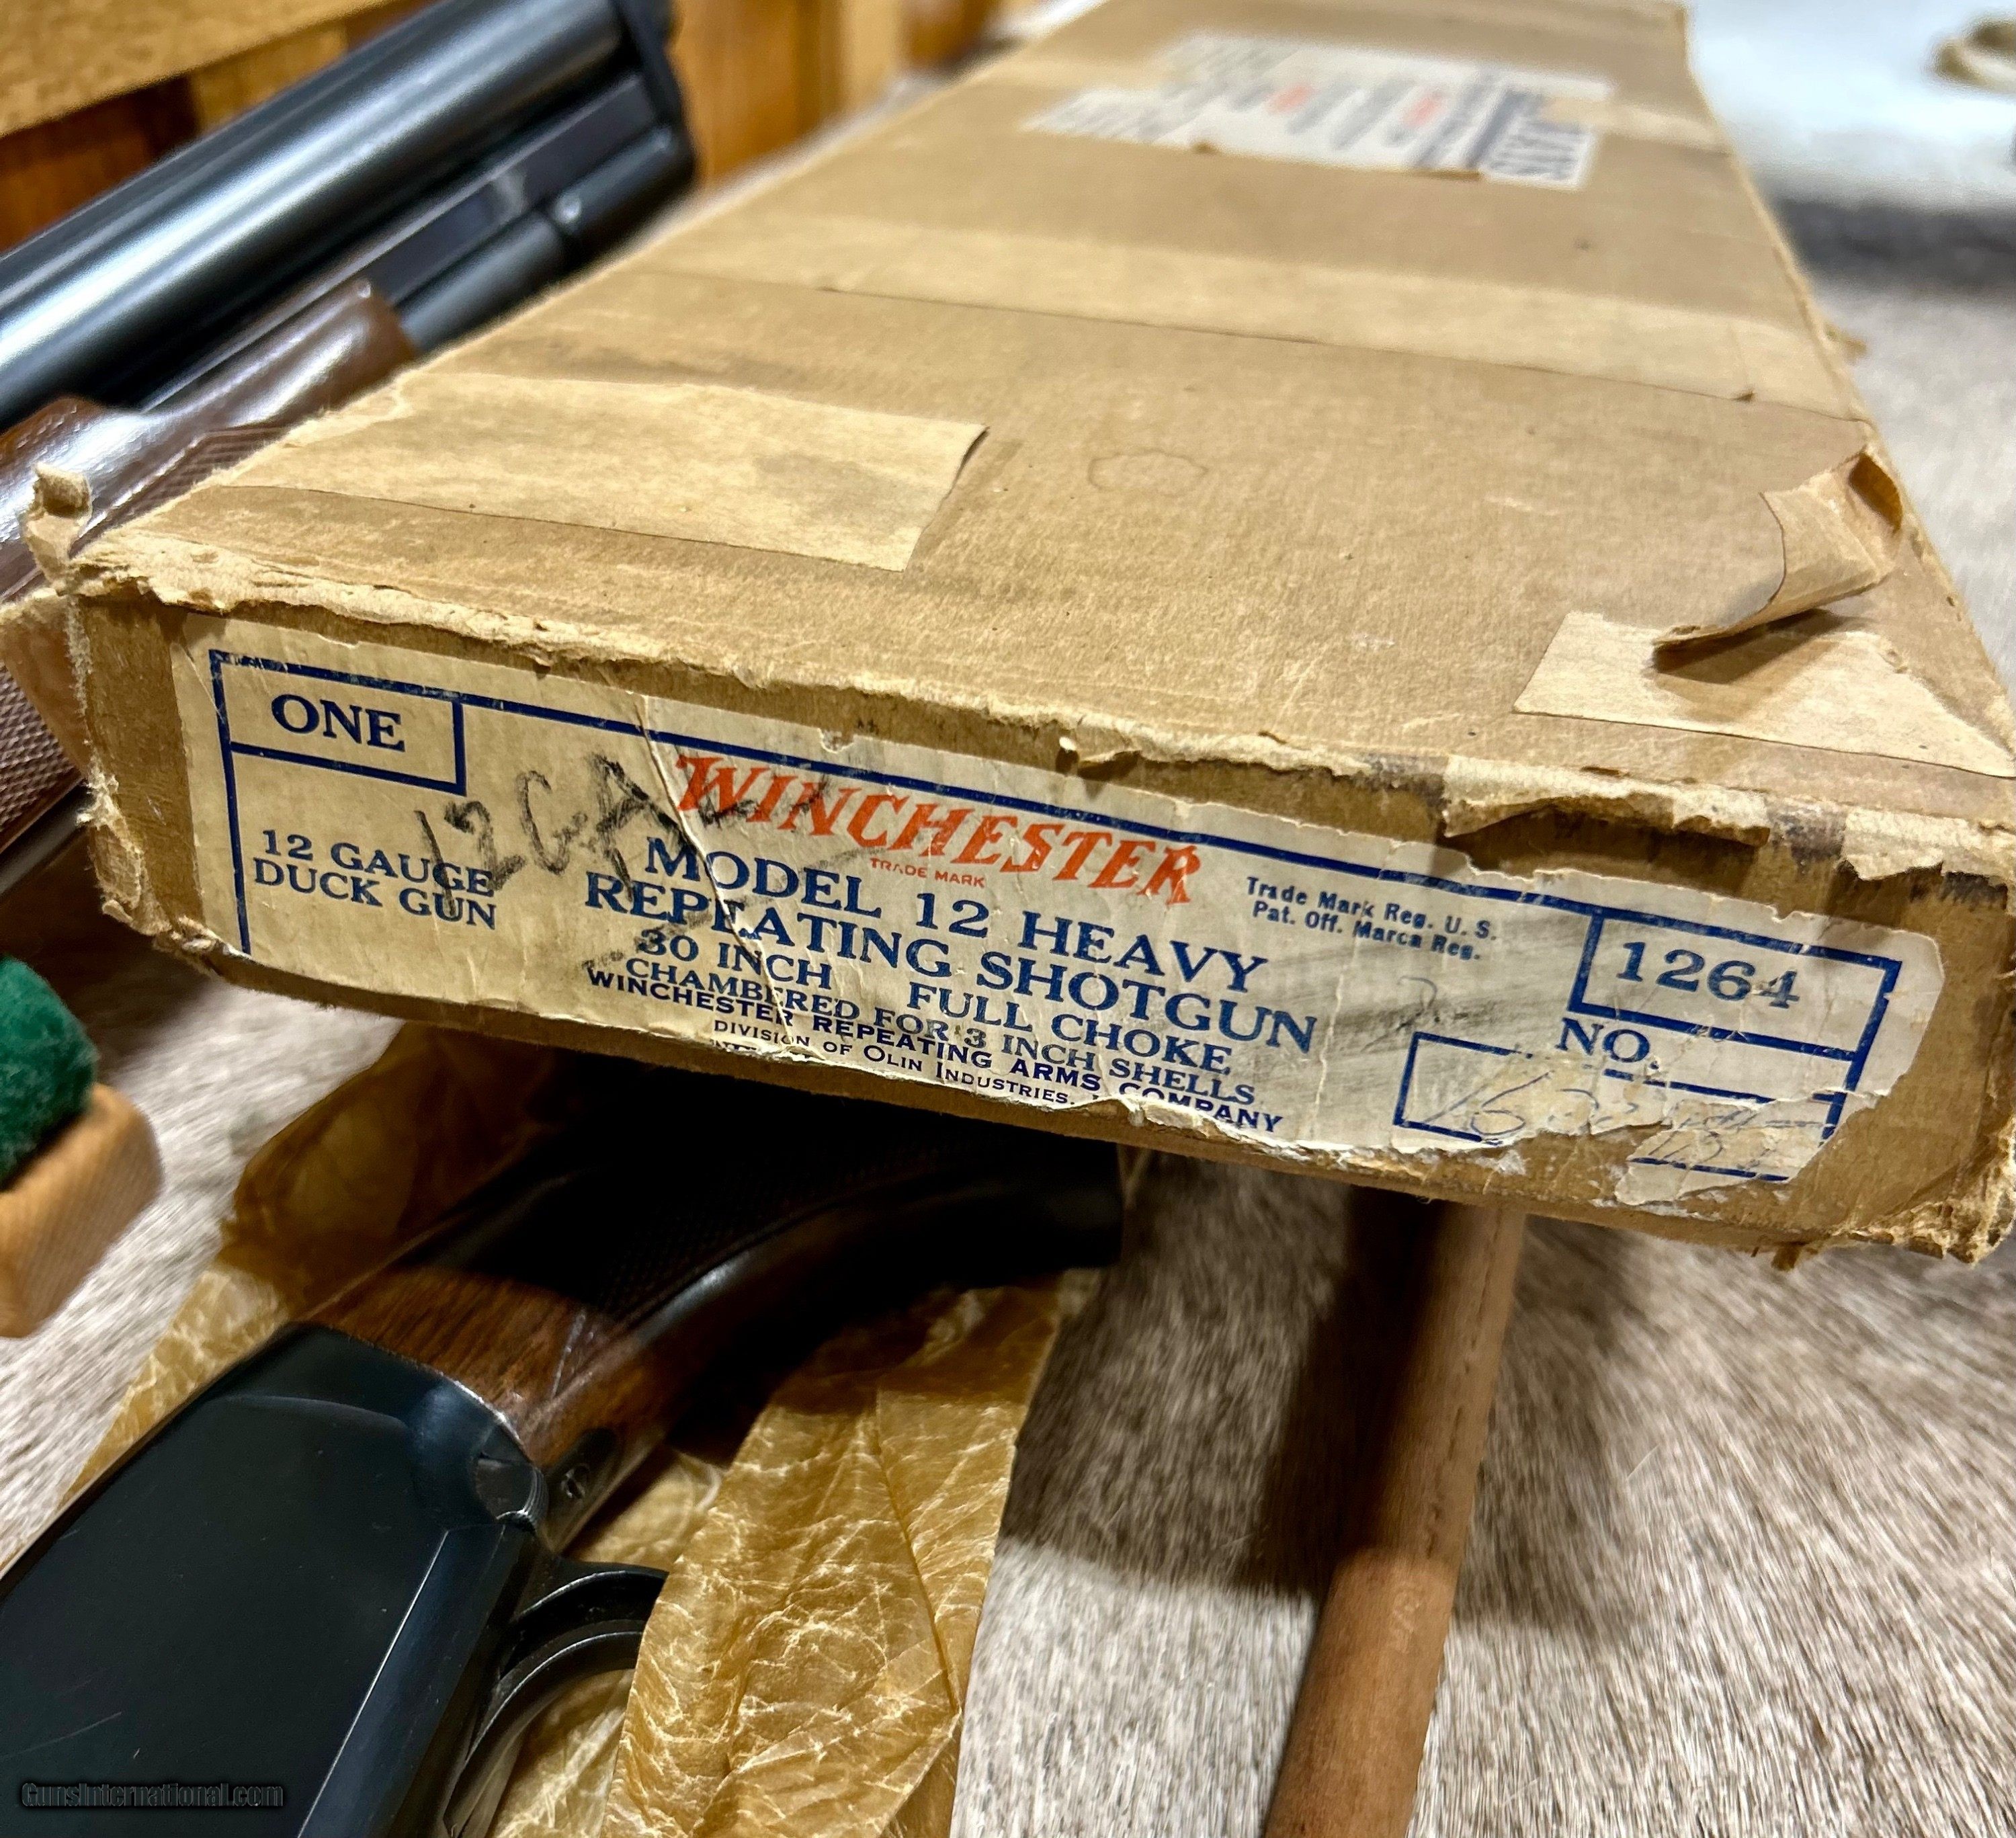 ONE
12 GA
WINCHESTER
TRADE MARK
Trade Mark Reg. U. S.
Pat. Off. Marca Reg.
1264
12 GAUGE
DUCK GUN
MODEL 12 HEAVY
REPEATING SHOTGUN
30 INCH FULL CHOKE
CHAMBERED FOR 3 INCH SHELLS
WINCHESTER REPEATING ARMS COMPANY
DIVISION OF OLIN INDUSTRIES,
NO.
GunsInternational.com